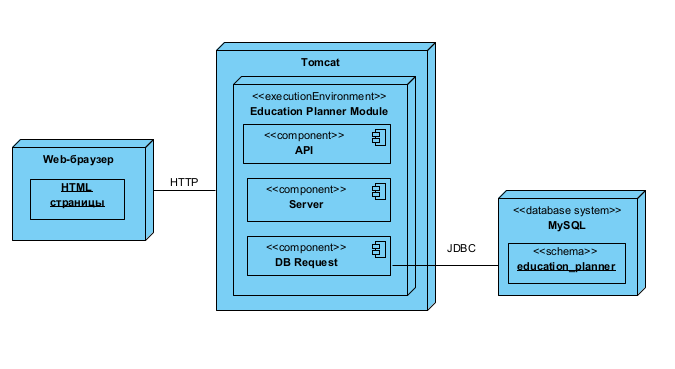 Tomcat
<<executionEnvironment>>
Education Planner Module
<<component>>
API
<<component>>
Server
<<component>>
DB Request
Web-браузер
HTML
страницы
HTTP
JDBC
<<database system>>
MySQL
<<schema>>
education_planner